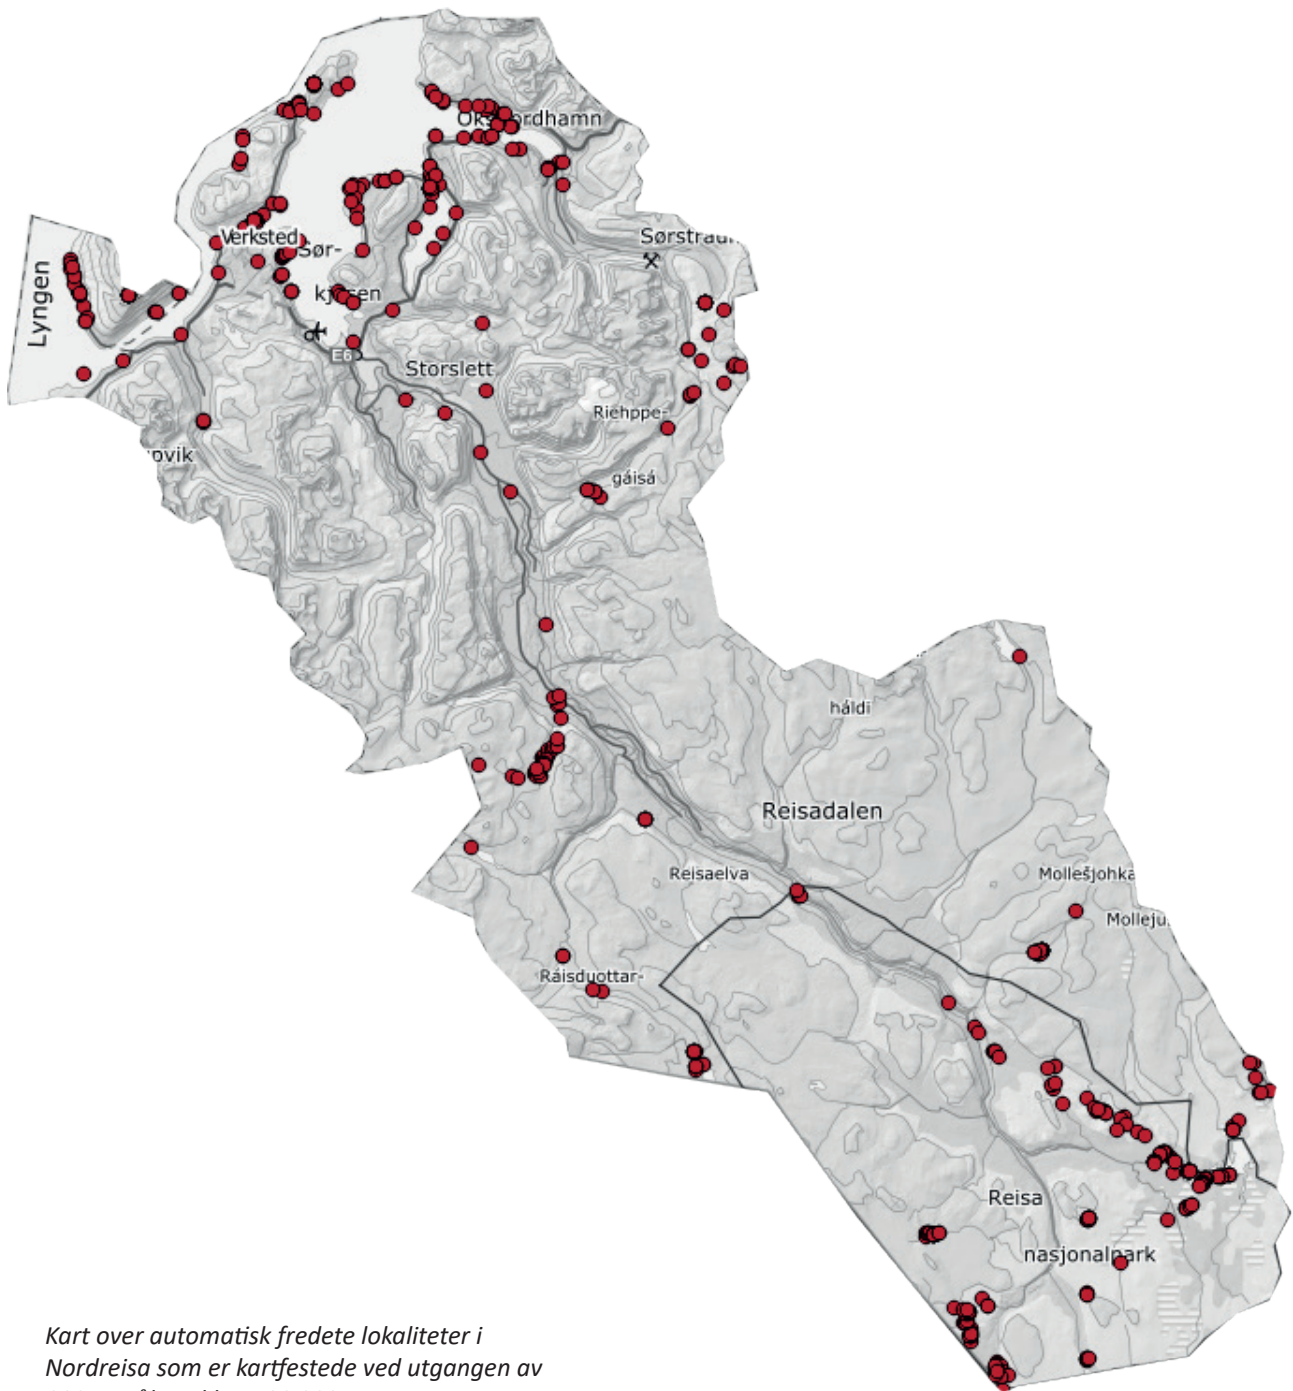 Oksfjordhamn
Sørstraum
Verksted
Sør-
Lyngen
kjosen
E6
Storslett
Riehppe-
gáisá
háldi
Reisadalen
Reisaelva
Mollešjohka
Molleju
Ráisduottar-
Reisa
nasjonalpark
Kart over automatisk fredete lokaliteter i
Nordreisa som er kartfestede ved utgangen av